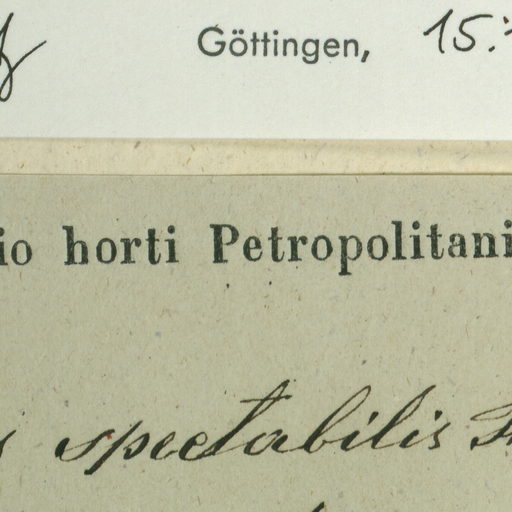 Göttingen, 15.
io horti Petropolitani
spectabilis